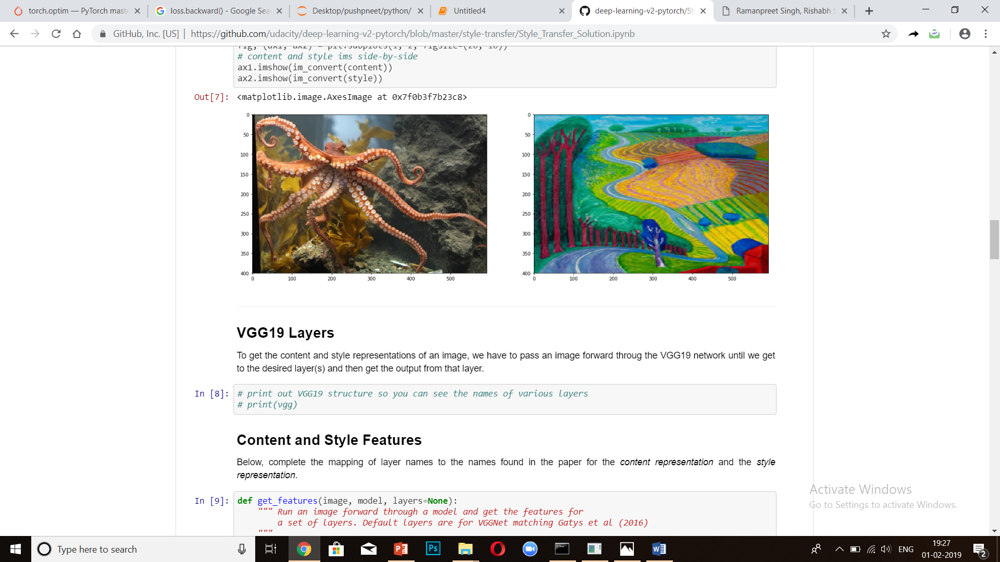 torch.optim — PyTorch mast
loss.backward() - Google Sea
Desktop/pushpneet/python/
Untitled4
deep-learning-v2-pytorch/St
Ramanpreet Singh, Rishabh S
GitHub, Inc. [US] | https://github.com/udacity/deep-learning-v2-pytorch/blob/master/style-transfer/Style_Transfer_Solution.ipynb
fig, (ax1, ax2) = plt.subplots(1, 2, figsize=(20, 10))
# content and style ims side-by-side
ax1.imshow(im_convert(content))
ax2.imshow(im_convert(style))
Out[7]: <matplotlib.image.AxesImage at 0x7f0b3f7b23c8>
0
50
100
150
200
250
300
350
400
0 100 200 300 400 500
0
50
100
150
200
250
300
350
400
0 100 200 300 400 500
VGG19 Layers
To get the content and style representations of an image, we have to pass an image forward throug the VGG19 network until we get
to the desired layer(s) and then get the output from that layer.
In [8]: # print out VGG19 structure so you can see the names of various layers
# print(vgg)
Content and Style Features
Below, complete the mapping of layer names to the names found in the paper for the content representation and the style
representation.
In [9]: def get_features(image, model, layers=None):
""" Run an image forward through a model and get the features for
a set of layers. Default layers are for VGGNet matching Gatys et al (2016)
"""
Activate Windows
Go to Settings to activate Windows.
Type here to search
Ps
ENG
19:27
01-02-2019
2